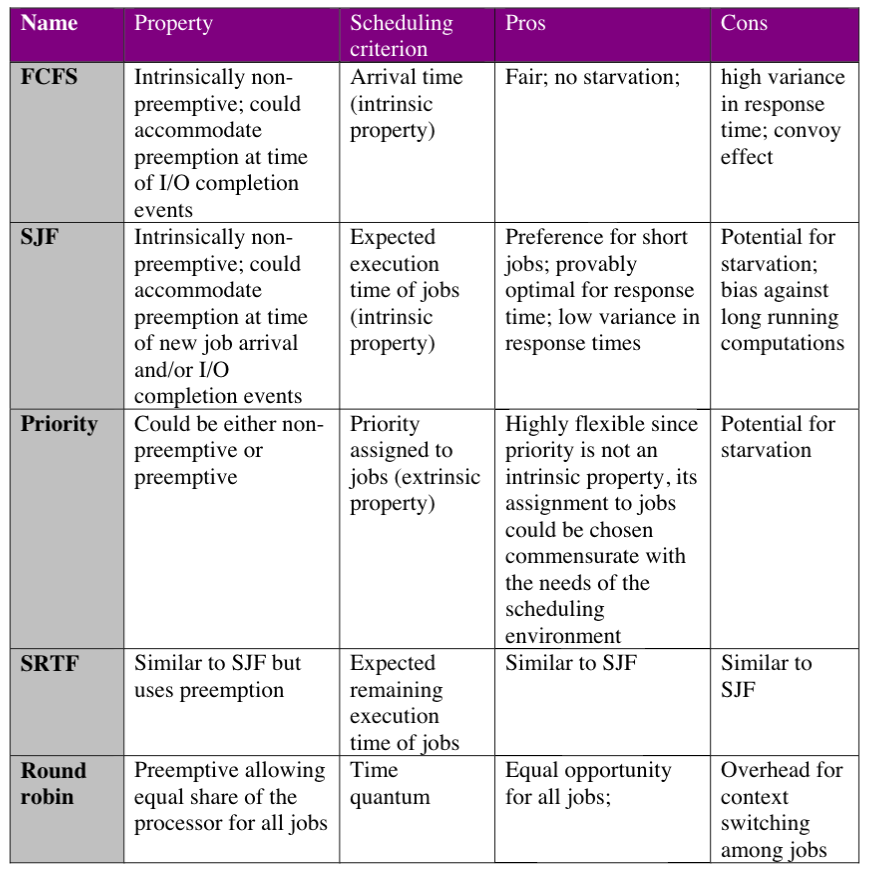 Name Property Scheduling criterion Pros Cons
FCFS
Intrinsically non-
preemptive; could
accommodate
preemption at time
of I/O completion
events
Arrival time
(intrinsic
property)
Fair; no starvation;
high variance
in response
time; convoy
effect
SJF
Intrinsically non-
preemptive; could
accommodate
preemption at time
of new job arrival
and/or I/O
completion events
Expected
execution
time of jobs
(intrinsic
property)
Preference for short
jobs; provably
optimal for response
time; low variance in
response times
Potential for
starvation;
bias against
long running
computations
Priority
Could be either non-
preemptive or
preemptive
Priority
assigned to
jobs (extrinsic
property)
Highly flexible since
priority is not an
intrinsic property, its
assignment to jobs
could be chosen
commensurate with
the needs of the
scheduling
environment
Potential for
starvation
SRTF
Similar to SJF but
uses preemption
Expected
remaining
execution
time of jobs
Similar to SJF
Similar to
SJF
Round
robin
Preemptive allowing
equal share of the
processor for all jobs
Time
quantum
Equal opportunity
for all jobs;
Overhead for
context
switching
among jobs